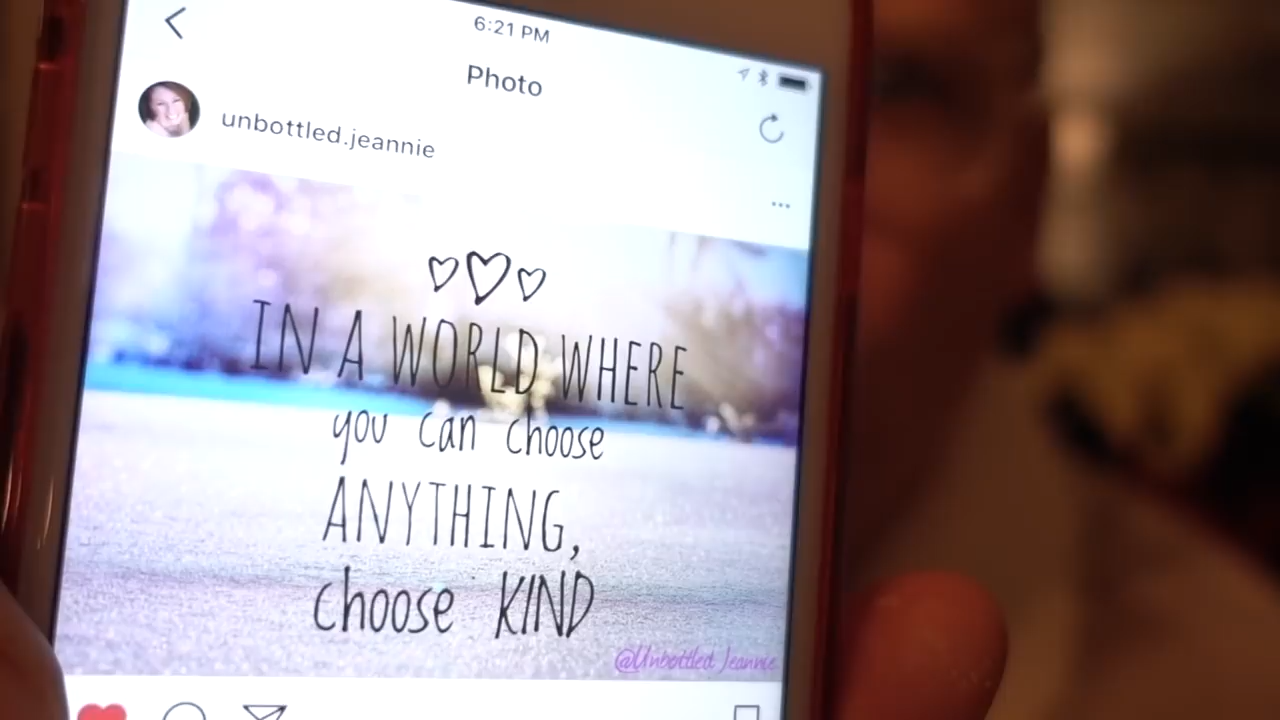 6:21 PM
Photo
unbottled.jeannie
IN A WORLD WHERE
you can choose
ANYTHING,
choose KIND
@Unbottled Jeannie